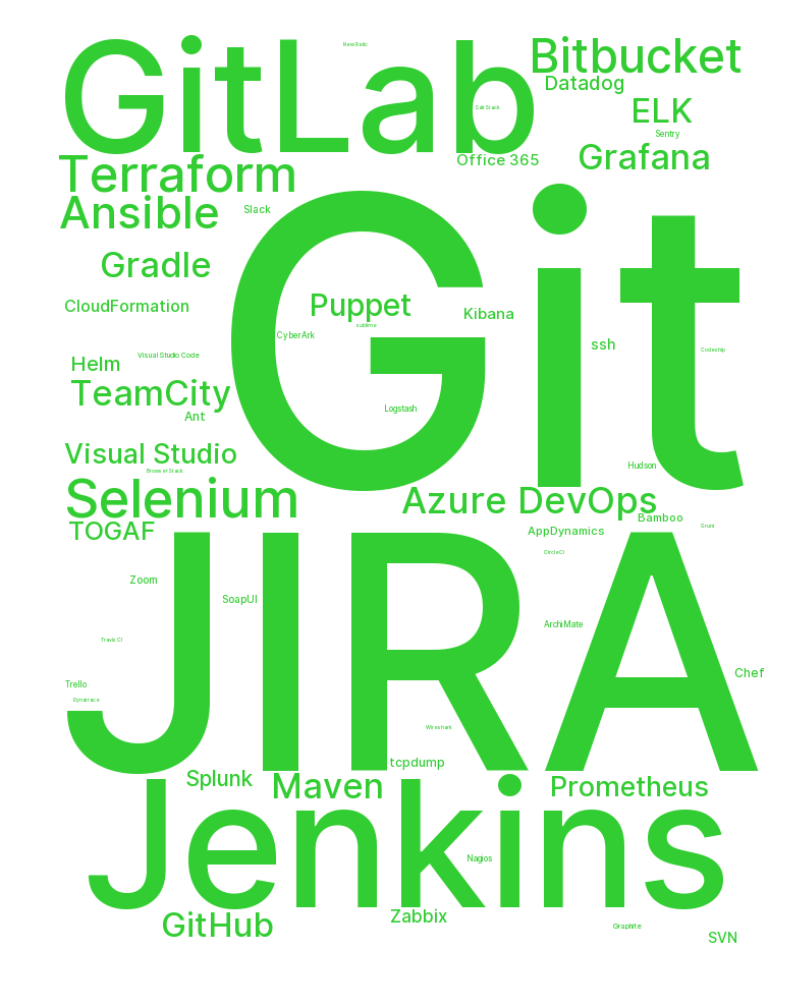 GitLab
Bitbucket
Datadog
ELK
Sentry
Grafana
Office 365
Salt Stack
Terraform
Ansible
Slack
Git
Gradle
CloudFormation
Puppet
Kibana
sublime
CyberArk
ssh
Codeship
Visual Studio Code
Helm
TeamCity
Ant
Logstash
Visual Studio
BrowserStack
Hudson
Selenium
Azure DevOps
TOGAF
Bamboo
AppDynamics
Grunt
CircleCI
JIRA
Zoom
SoapUI
ArchiMate
Travis CI
Chef
Trello
Dynatrace
Wireshark
tcpdump
Splunk
Maven
Prometheus
Jenkins
Nagios
GitHub
Zabbix
Graphite
SVN